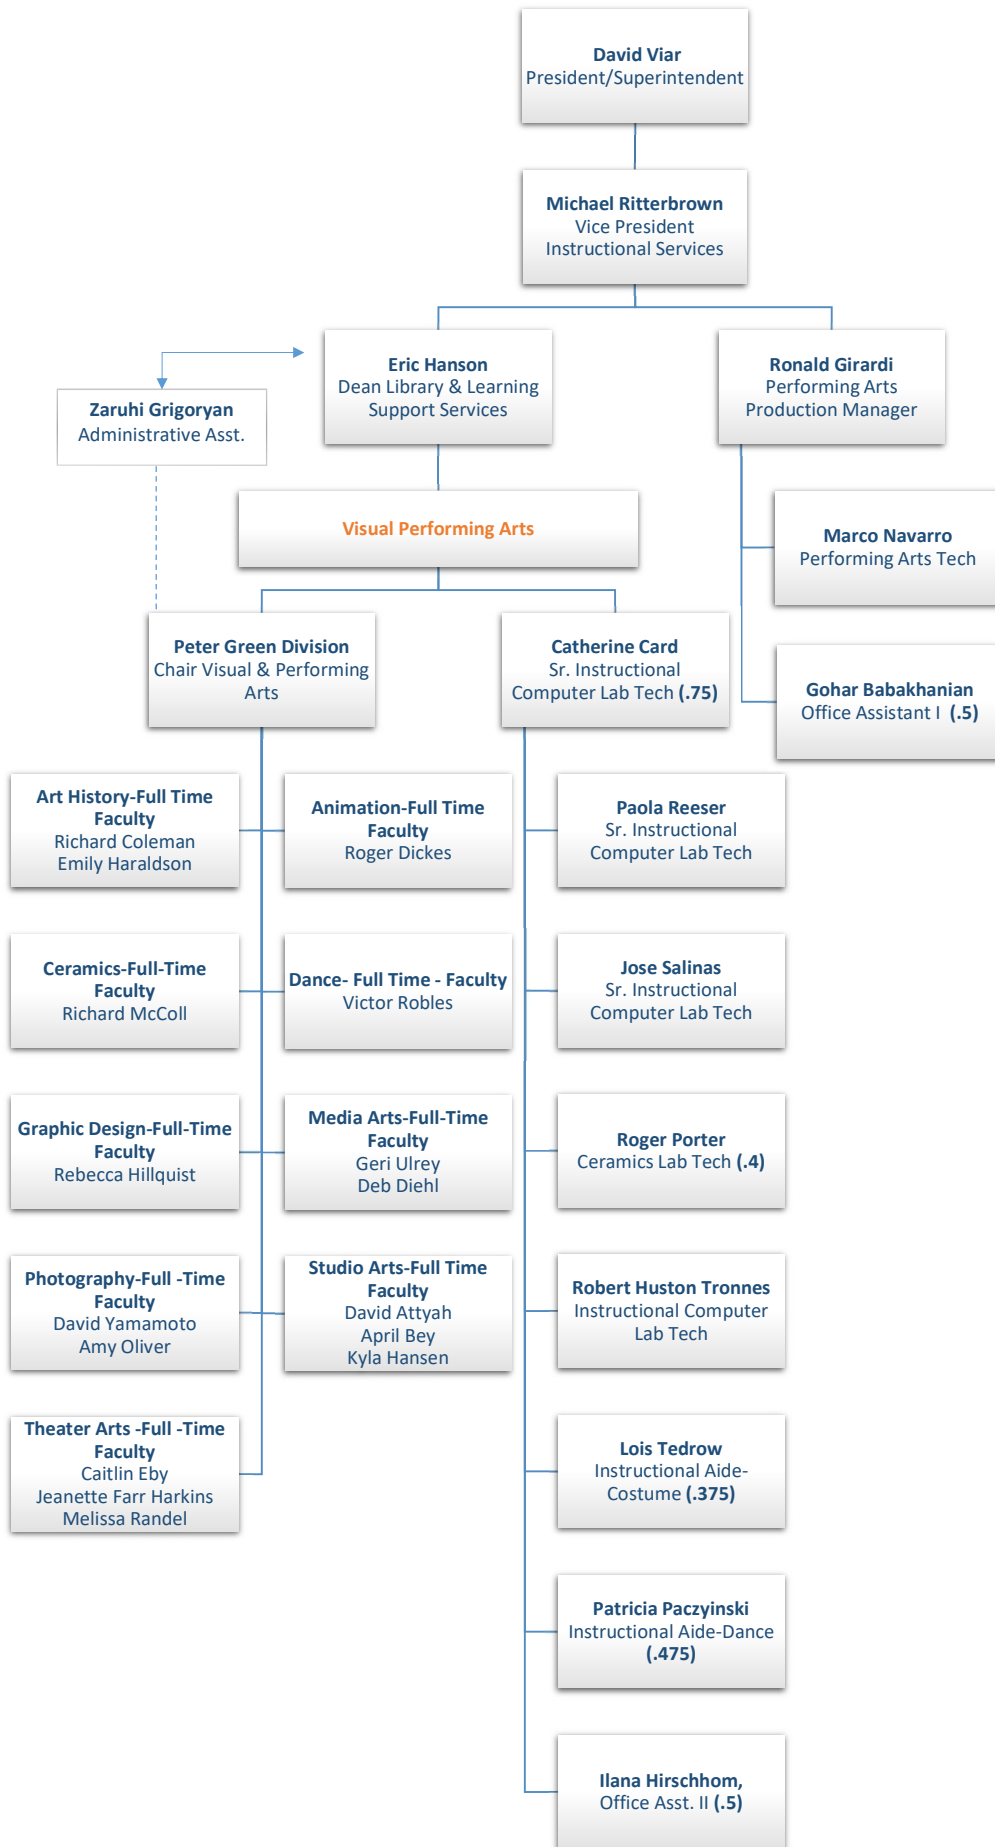 David Viar
President/Superintendent
Michael Ritterbrown
Vice President
Instructional Services
Eric Hanson
Dean Library & Learning
Support Services
Ronald Girardi
Performing Arts
Production Manager
Zaruhi Grigoryan
Administrative Asst.
Visual Performing Arts
Marco Navarro
Performing Arts Tech
Peter Green Division
Chair Visual & Performing
Arts
Catherine Card
Sr. Instructional
Computer Lab Tech (.75)
Gohar Babakhanian
Office Assistant I (.5)
Art History-Full Time
Faculty
Richard Coleman
Emily Haraldson
Animation-Full Time
Faculty
Roger Dickes
Paola Reeser
Sr. Instructional
Computer Lab Tech
Ceramics-Full-Time
Faculty
Richard McColl
Dance- Full Time - Faculty
Victor Robles
Jose Salinas
Sr. Instructional
Computer Lab Tech
Graphic Design-Full-Time
Faculty
Rebecca Hillquist
Media Arts-Full-Time
Faculty
Geri Ulrey
Deb Diehl
Roger Porter
Ceramics Lab Tech (.4)
Photography-Full -Time
Faculty
David Yamamoto
Amy Oliver
Studio Arts-Full Time
Faculty
David Attyah
April Bey
Kyla Hansen
Robert Huston Tronnes
Instructional Computer
Lab Tech
Theater Arts -Full -Time
Faculty
Caitlin Eby
Jeanette Farr Harkins
Melissa Randel
Lois Tedrow
Instructional Aide-
Costume (.375)
Patricia Paczyinski
Instructional Aide-Dance
(.475)
Ilana Hirschhom,
Office Asst. II (.5)